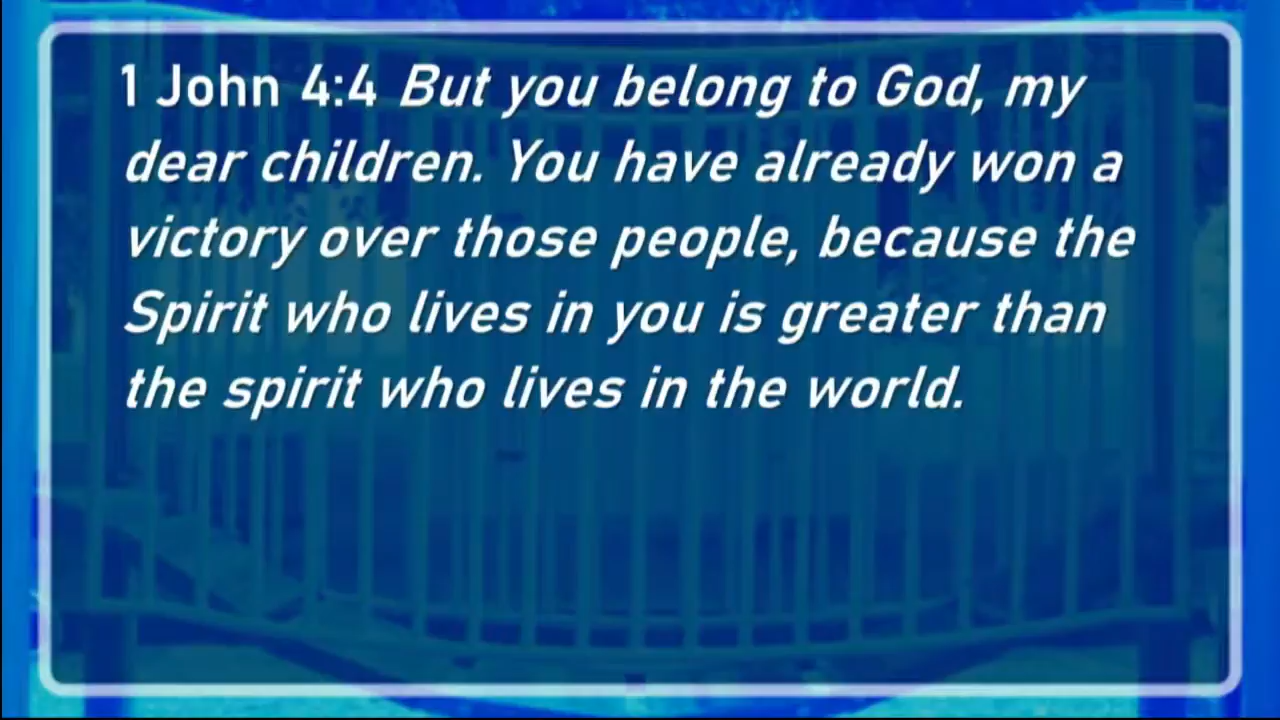 1 John 4:4 But you belong to God, my
dear children. You have already won a
victory over those people, because the
Spirit who lives in you is greater than
the spirit who lives in the world.